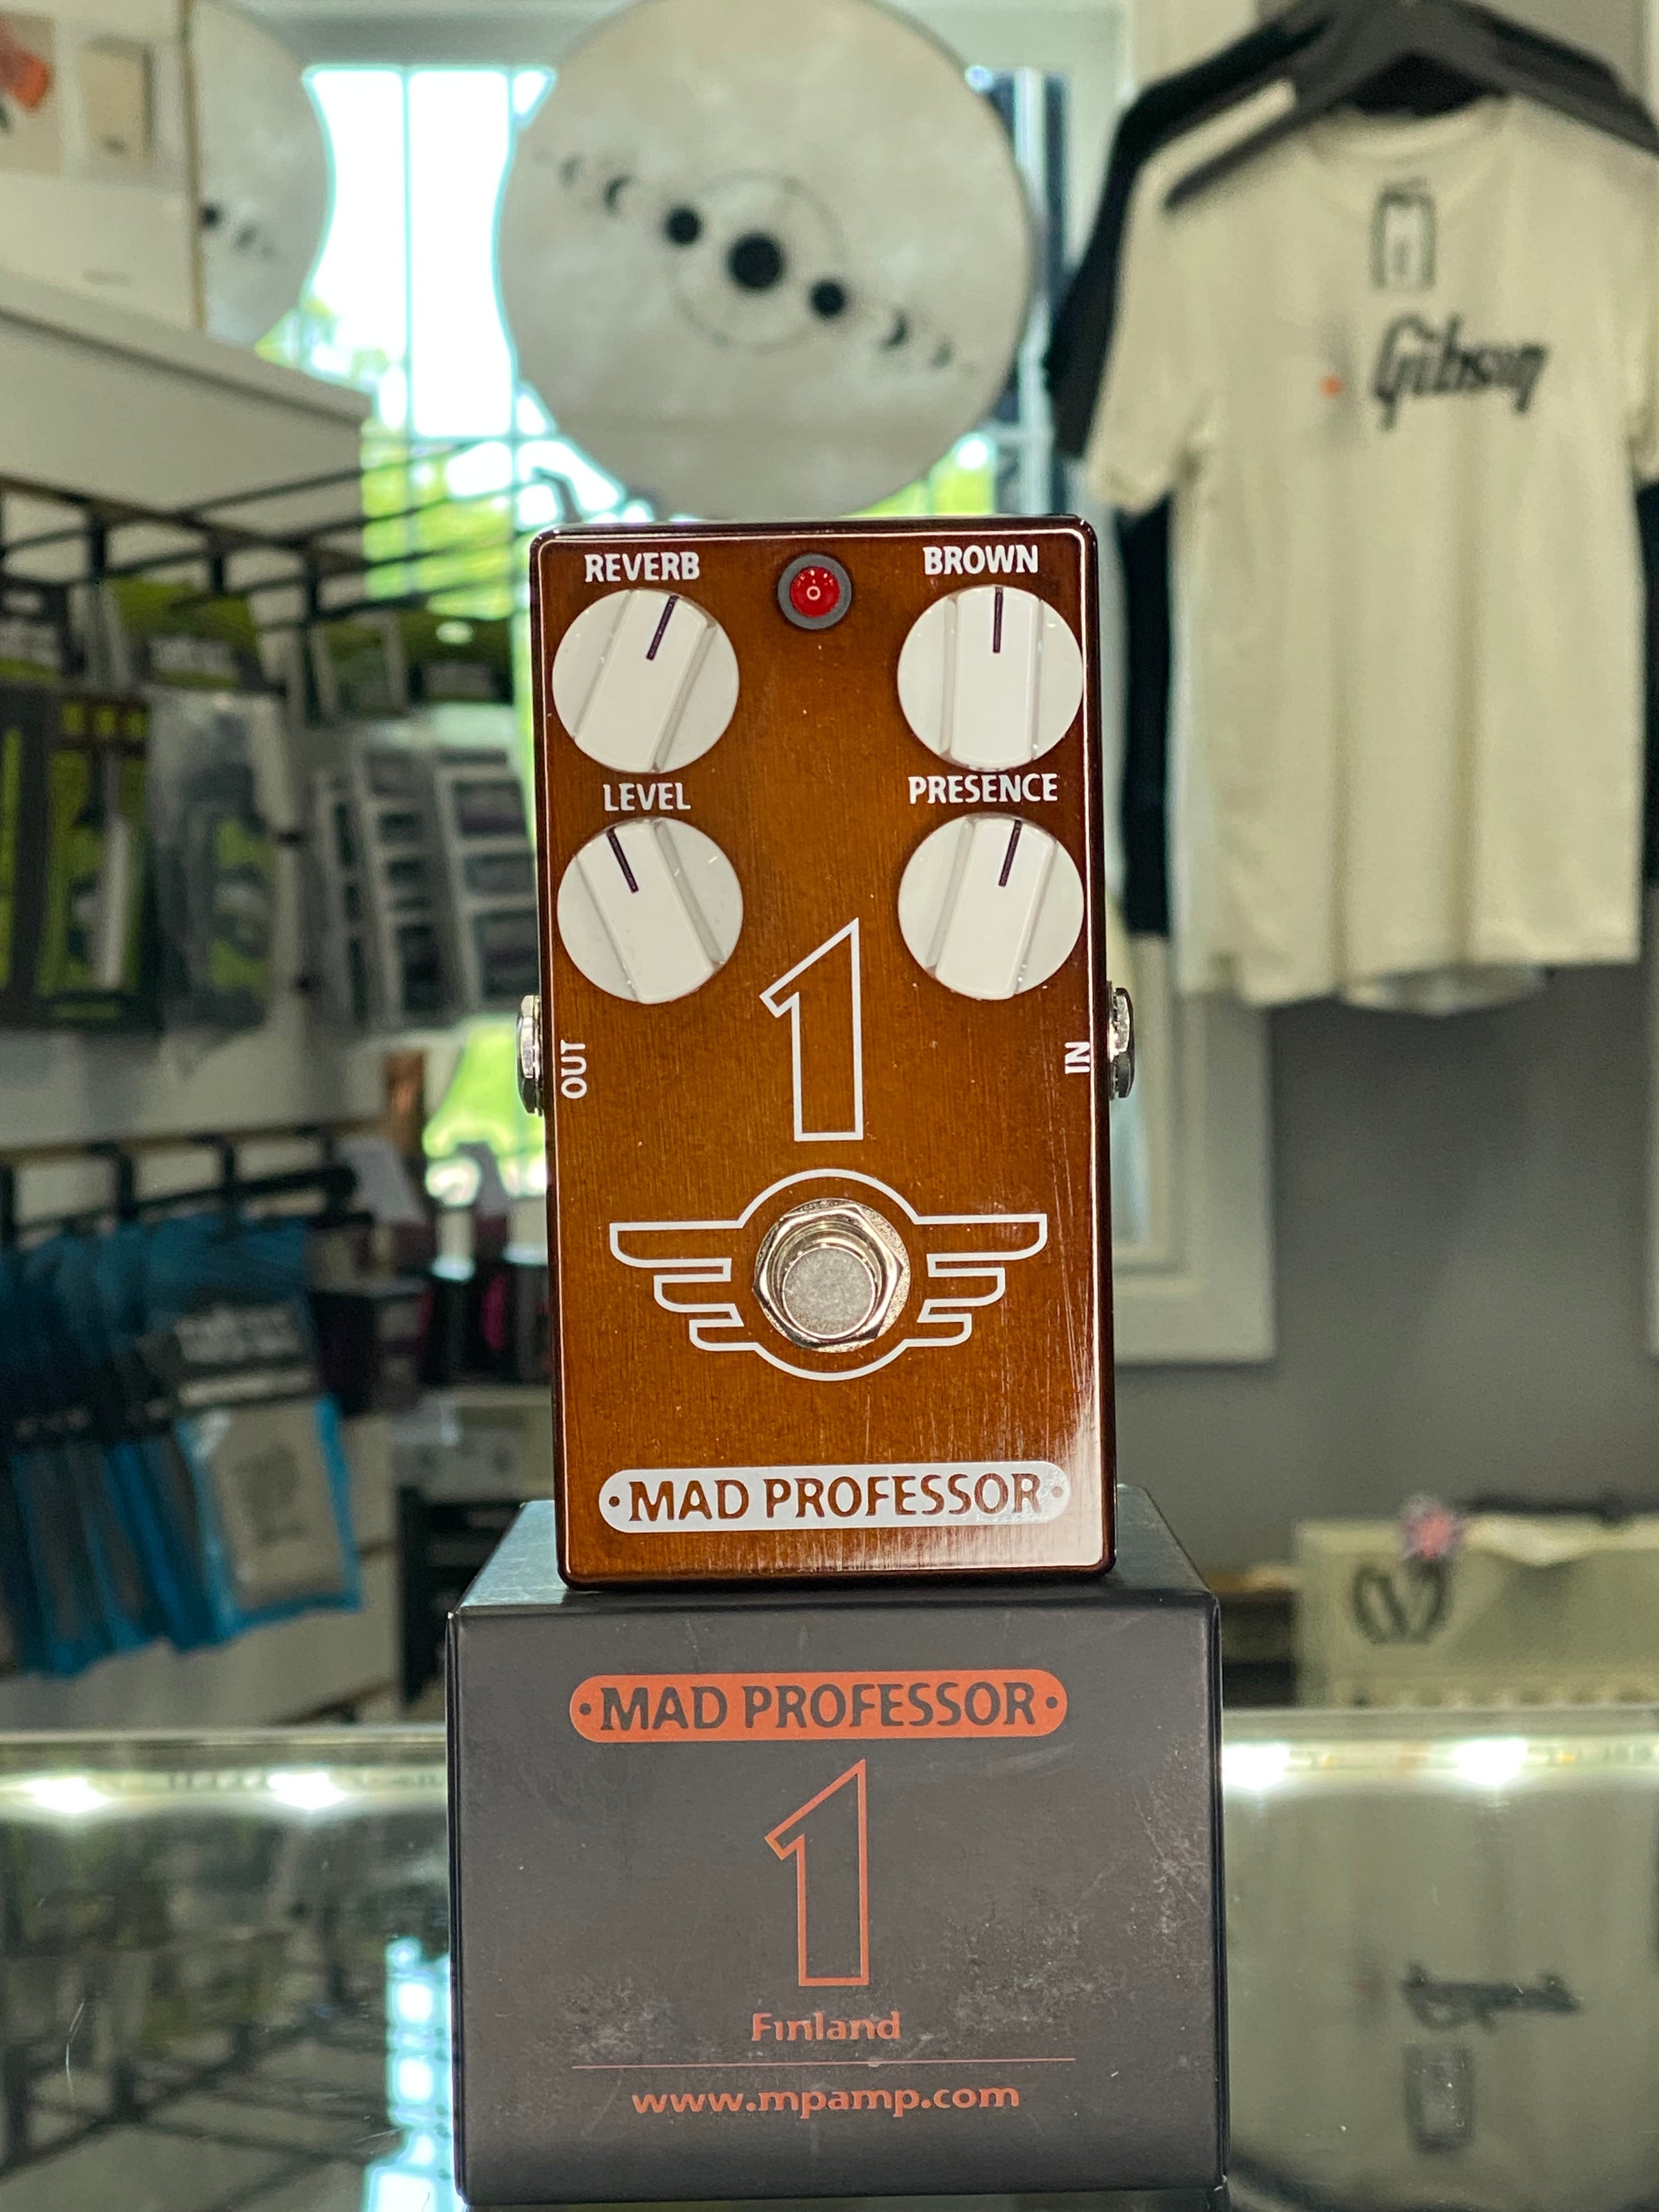 Gibson
REVERB
BROWN
LEVEL
PRESENCE
1
OUT
IN
•MAD PROFESSOR•
•MAD PROFESSOR•
1
Finland
www.mpamp.com